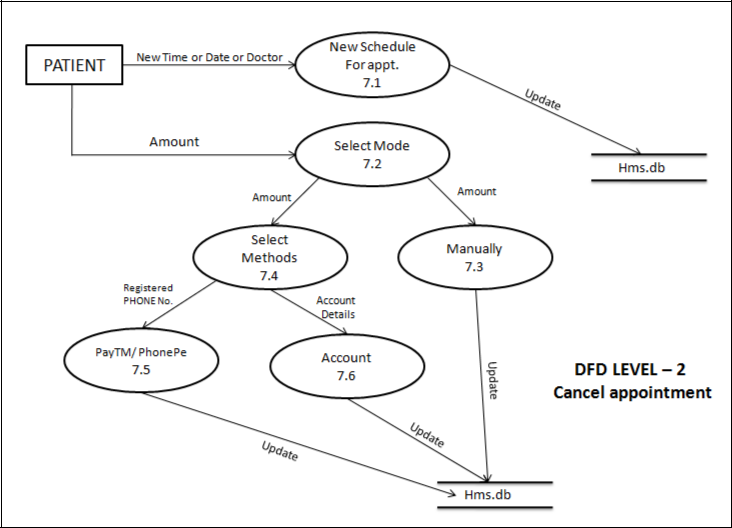 New Schedule
For appt.
7.1
PATIENT
New Time or Date or Doctor
Update
Amount
Select Mode
7.2
Hms.db
Amount
Amount
Select
Methods
7.4
Manually
7.3
Registered
PHONE No.
Account
Details
PayTM/PhonePe
7.5
Account
7.6
Update
DFD LEVEL – 2
Cancel appointment
Update
Update
Hms.db